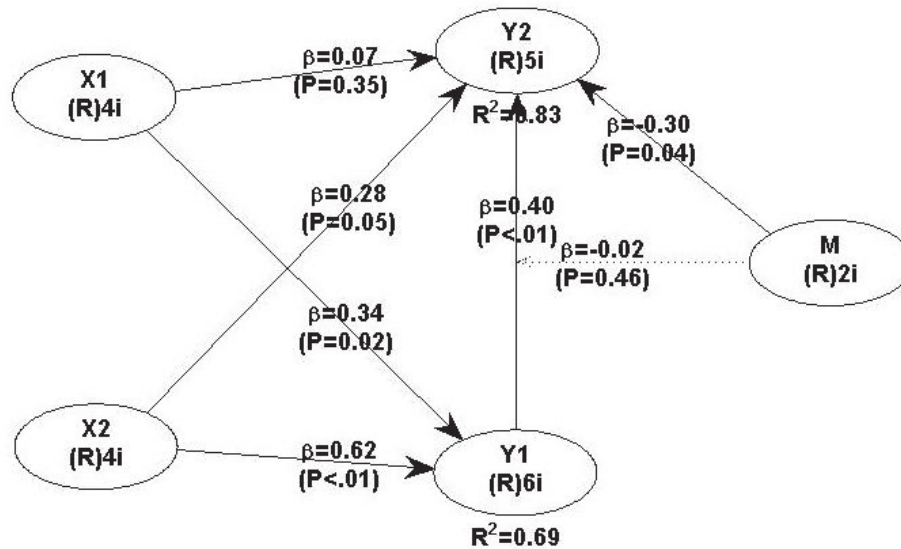 Y2
(R)5i
R²=0.83
X1
(R)4i
β=0.07
(P=0.35)
β=-0.30
(P=0.04)
β=0.28
(P=0.05)
β=0.40
(P<.01)
β=-0.02
(P=0.46)
M
(R)2i
β=0.34
(P=0.02)
X2
(R)4i
β=0.62
(P<.01)
Y1
(R)6i
R²=0.69